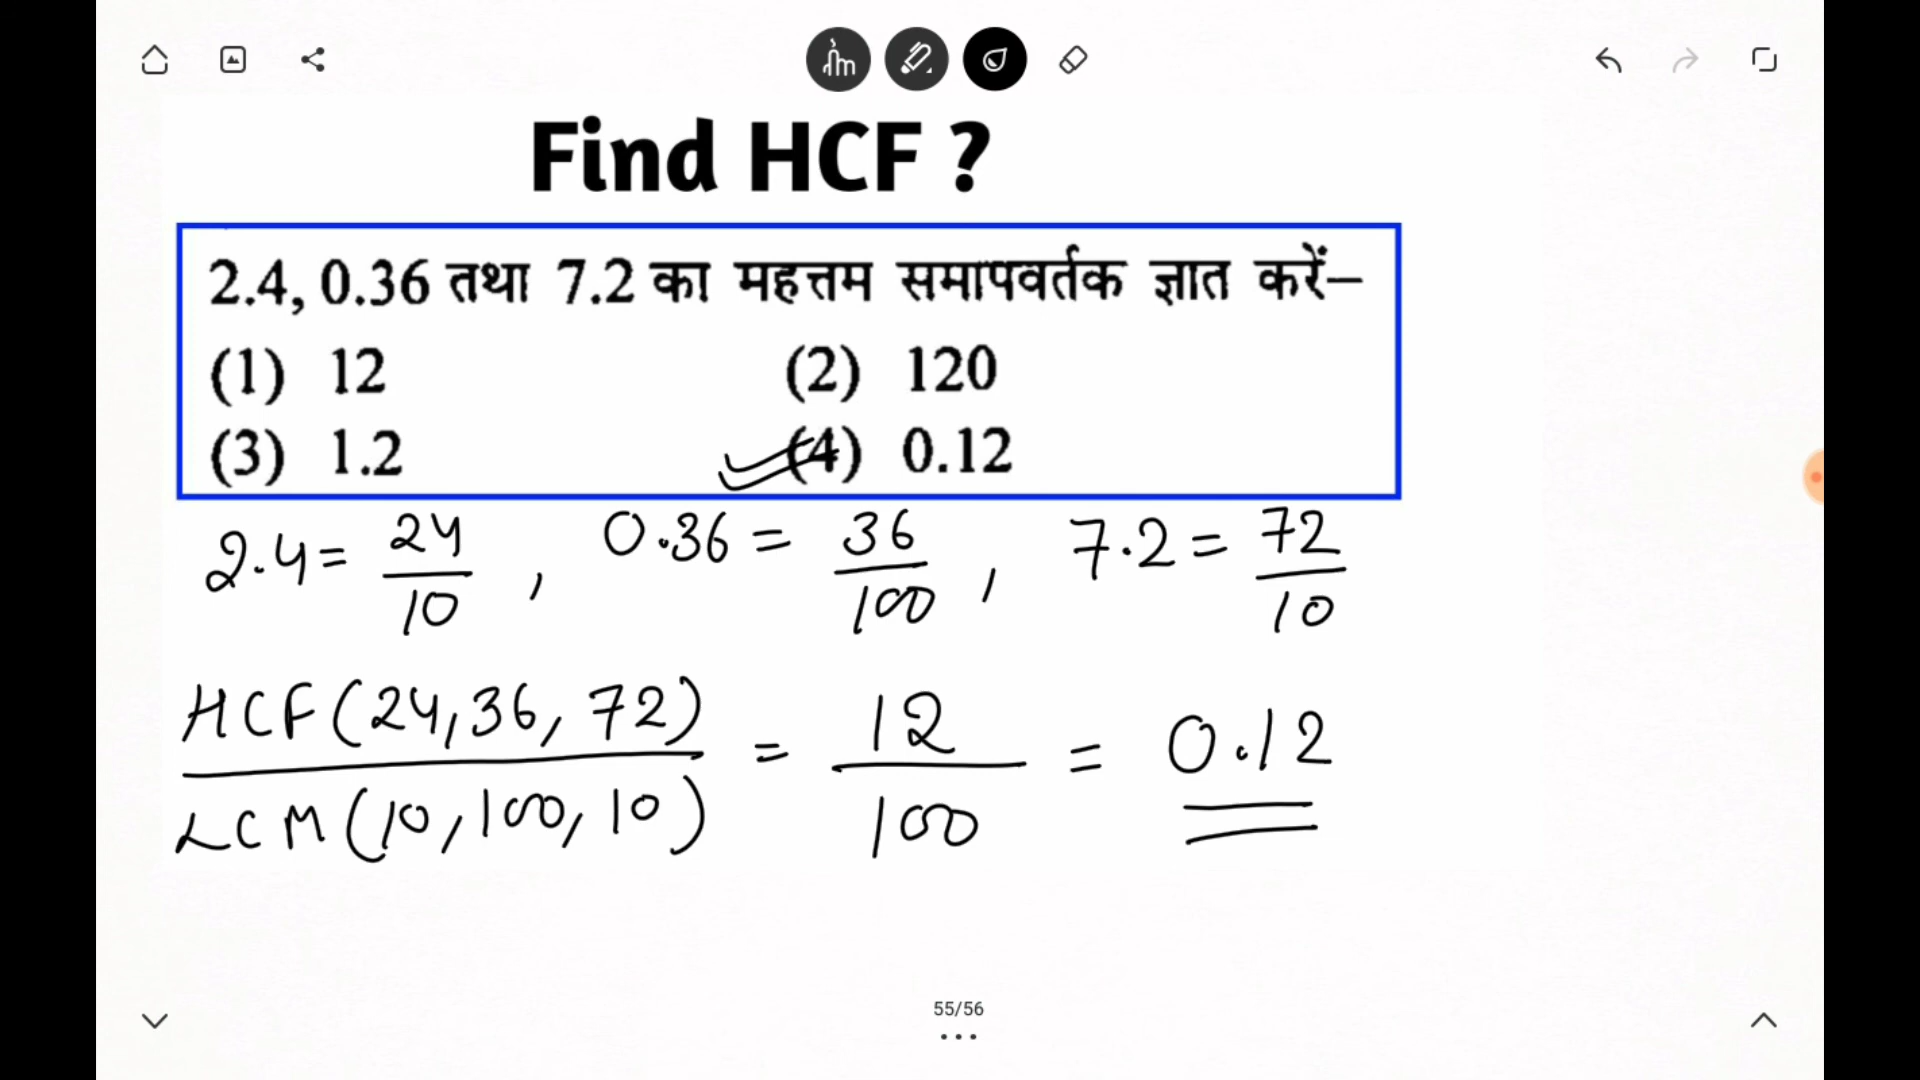 Find HCF ?
2.4, 0.36 तथा 7.2 का महत्तम समापवर्तक ज्ञात करें–
(1) 12 (2) 120
(3) 1.2 (4) 0.12
2.4 = 24/10 , 0.36 = 36/100 , 7.2 = 72/10
HCF(24,36,72)/LCM(10,100,10) = 12/100 = 0.12
55/56